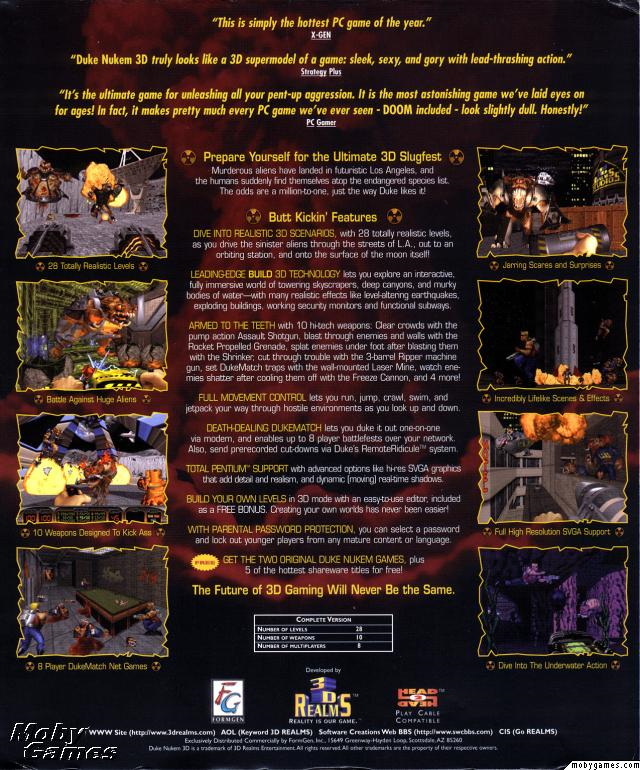 "This is simply the hottest PC game of the year."
X-GEN
"Duke Nukem 3D truly looks like a 3D supermodel of a game: sleek, sexy, and gory with lead-thrashing action."
Strategy Plus
"It's the ultimate game for unleashing all your pent-up aggression. It is the most astonishing game we've laid eyes on
for ages! In fact, it makes pretty much every PC game we've ever seen - DOOM included - look slightly dull. Honestly!"
PC Gamer
Prepare Yourself for the Ultimate 3D Slugfest
Murderous aliens have landed in futuristic Los Angeles, and
the humans suddenly find themselves atop the endangered species list.
The odds are a million-to-one, just the way Duke likes it!
Butt Kickin' Features
DIVE INTO REALISTIC 3D SCENARIOS, with 28 totally realistic levels,
as you drive the sinister aliens through the streets of L.A., out to an
orbiting station, and onto the surface of the moon itself!
LEADING-EDGE BUILD 3D TECHNOLOGY lets you explore an interactive,
fully immersive world of towering skyscrapers, deep canyons, and murky
bodies of water—with many realistic effects like level-altering earthquakes,
exploding buildings, working security monitors and functional subways.
ARMED TO THE TEETH with 10 hi-tech weapons: Clear crowds with the
pump action Assault Shotgun, blast through enemies and walls with the
Rocket Propelled Grenade, splat enemies under foot after blasting them
with the Shrinker; cut through trouble with the 3-barrel Ripper machine
gun, set DukeMatch traps with the wall-mounted Laser Mine, watch ene-
mies shatter after cooling them off with the Freeze Cannon, and 4 more!
FULL MOVEMENT CONTROL lets you run, jump, crawl, swim, and
jetpack your way through hostile environments as you look up and down.
DEATH-DEALING DUKEMATCH lets you duke it out one-on-one
via modem, and enables up to 8 player battlefests over your network.
Also, send prerecorded cut-downs via Duke's RemoteRidicule™ system.
TOTAL PENTIUM™ SUPPORT with advanced options like hi-res SVGA graphics
that add detail and realism, and dynamic (moving) real-time shadows.
BUILD YOUR OWN LEVELS in 3D mode with an easy-to-use editor, included
as a FREE BONUS. Creating your own worlds has never been easier!
WITH PARENTAL PASSWORD PROTECTION, you can select a password
and lock out younger players from any mature content or language.
FREE GET THE TWO ORIGINAL DUKE NUKEM GAMES, plus
5 of the hottest shareware titles for free!
The Future of 3D Gaming Will Never Be the Same.
28 Totally Realistic Levels
Battle Against Huge Aliens
10 Weapons Designed To Kick Ass
8 Player DukeMatch Net Games
Jarring Scares and Surprises
Incredibly Lifelike Scenes & Effects
Full High Resolution SVGA Support
Dive Into The Underwater Action
COMPLETE VERSION
NUMBER OF LEVELS 28
NUMBER OF WEAPONS 10
NUMBER OF MULTIPLAYERS 8
FG
FORMGEN
Developed by
3D REALMS™
REALITY IS OUR GAME.™
HEAD 2 HEAD™
PLAY CABLE
COMPATIBLE
WWW Site (http://www.3drealms.com) AOL (Keyword 3D REALMS) Software Creations Web BBS (http://www.swcbbs.com) CIS (Go REALMS)
Exclusively Distributed Commercially by FormGen, Inc., 15649 Greenway-Hayden Loop, Scottsdale, AZ 85260
Duke Nukem 3D is a trademark of 3D Realms Entertainment. All rights reserved. All other trademarks are the property of their respective owners.
Moby Games
mobygames.com